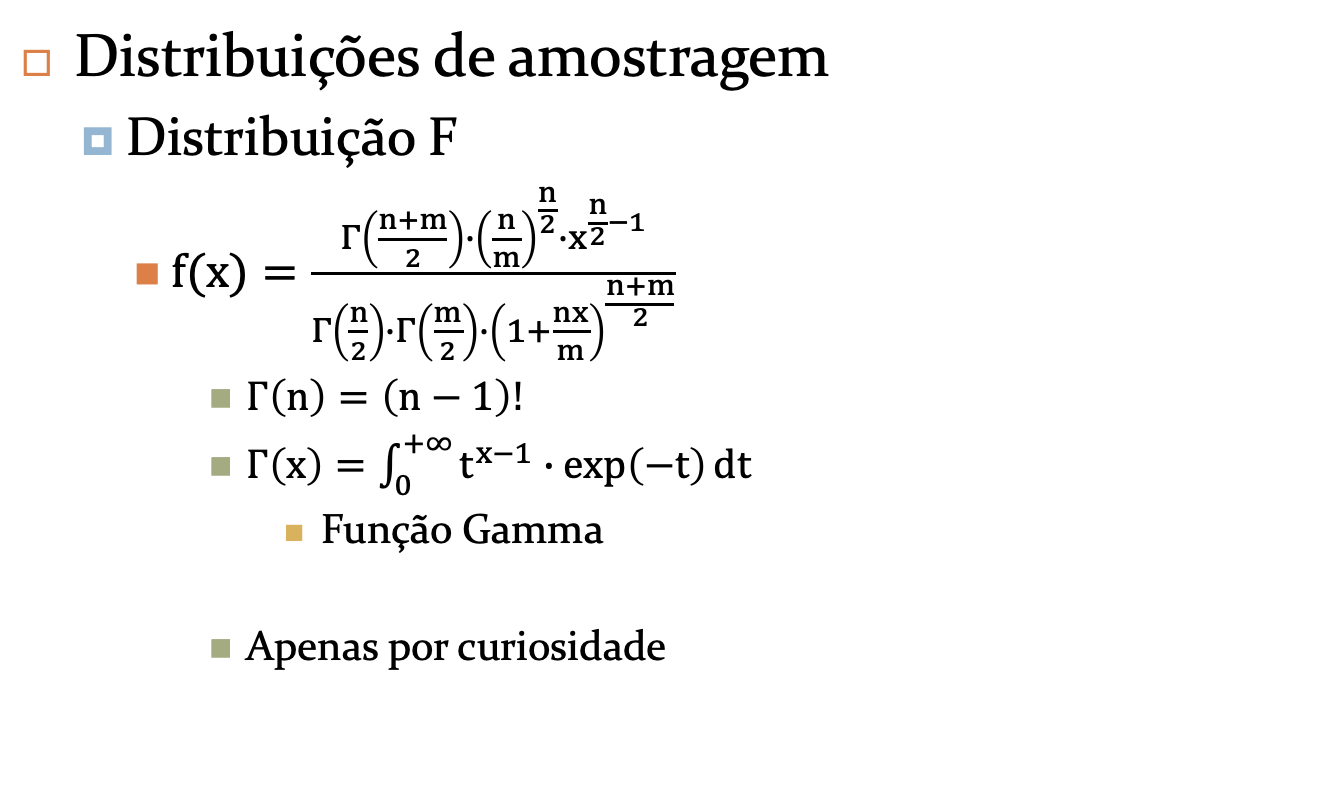 Distribuições de amostragem
Distribuição F
f(x) = Γ((n+m)/2)·(n/m)^(n/2)·x^(n/2−1) / Γ(n/2)·Γ(m/2)·(1+nx/m)^((n+m)/2)
Γ(n) = (n − 1)!
Γ(x) = ∫₀^(+∞) t^(x−1) · exp(−t) dt
Função Gamma
Apenas por curiosidade